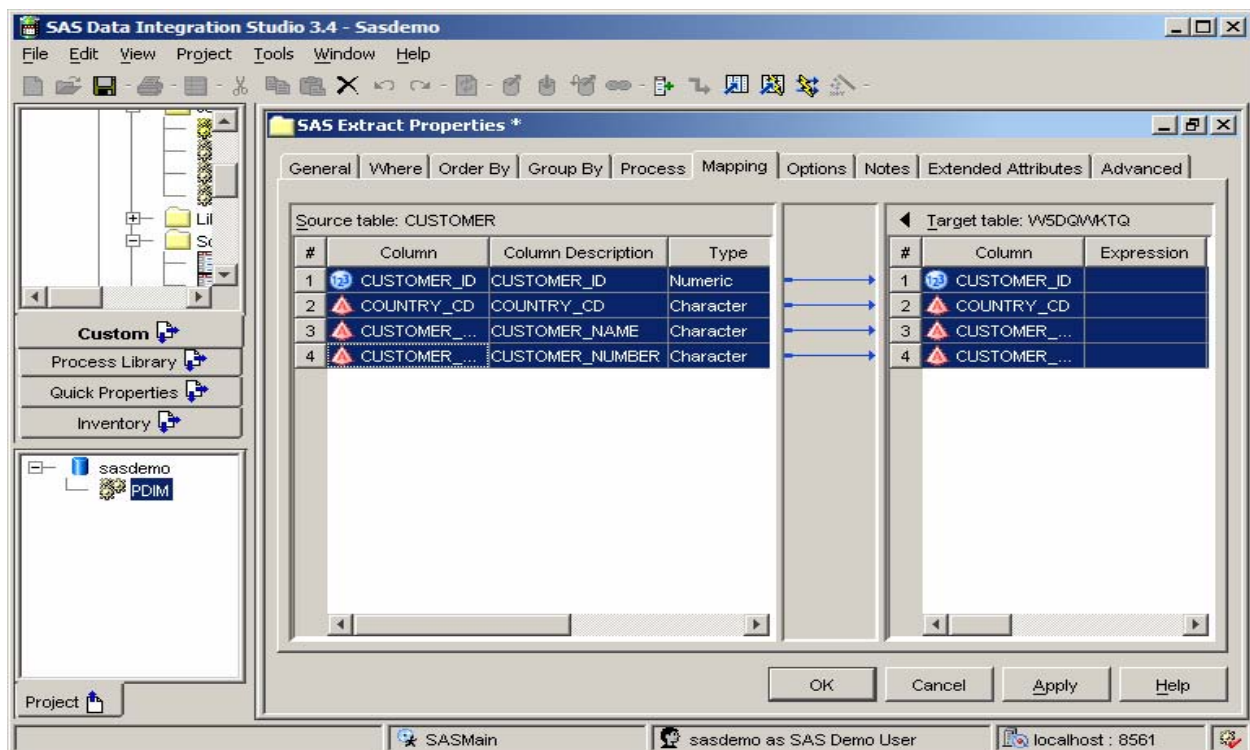 SAS Data Integration Studio 3.4 - Sasdemo
File Edit View Project Tools Window Help
Li
Sc
Custom
Process Library
Quick Properties
Inventory
sasdemo
PDIM
Project
SAS Extract Properties *
General Where Order By Group By Process Mapping Options Notes Extended Attributes Advanced
Source table: CUSTOMER
# Column Column Description Type
1 CUSTOMER_ID CUSTOMER_ID Numeric
2 COUNTRY_CD COUNTRY_CD Character
3 CUSTOMER_... CUSTOMER_NAME Character
4 CUSTOMER_... CUSTOMER_NUMBER Character
Target table: W5DQWKTQ
# Column Expression
1 CUSTOMER_ID
2 COUNTRY_CD
3 CUSTOMER_...
4 CUSTOMER_...
OK Cancel Apply Help
SASMain sasdemo as SAS Demo User localhost : 8561